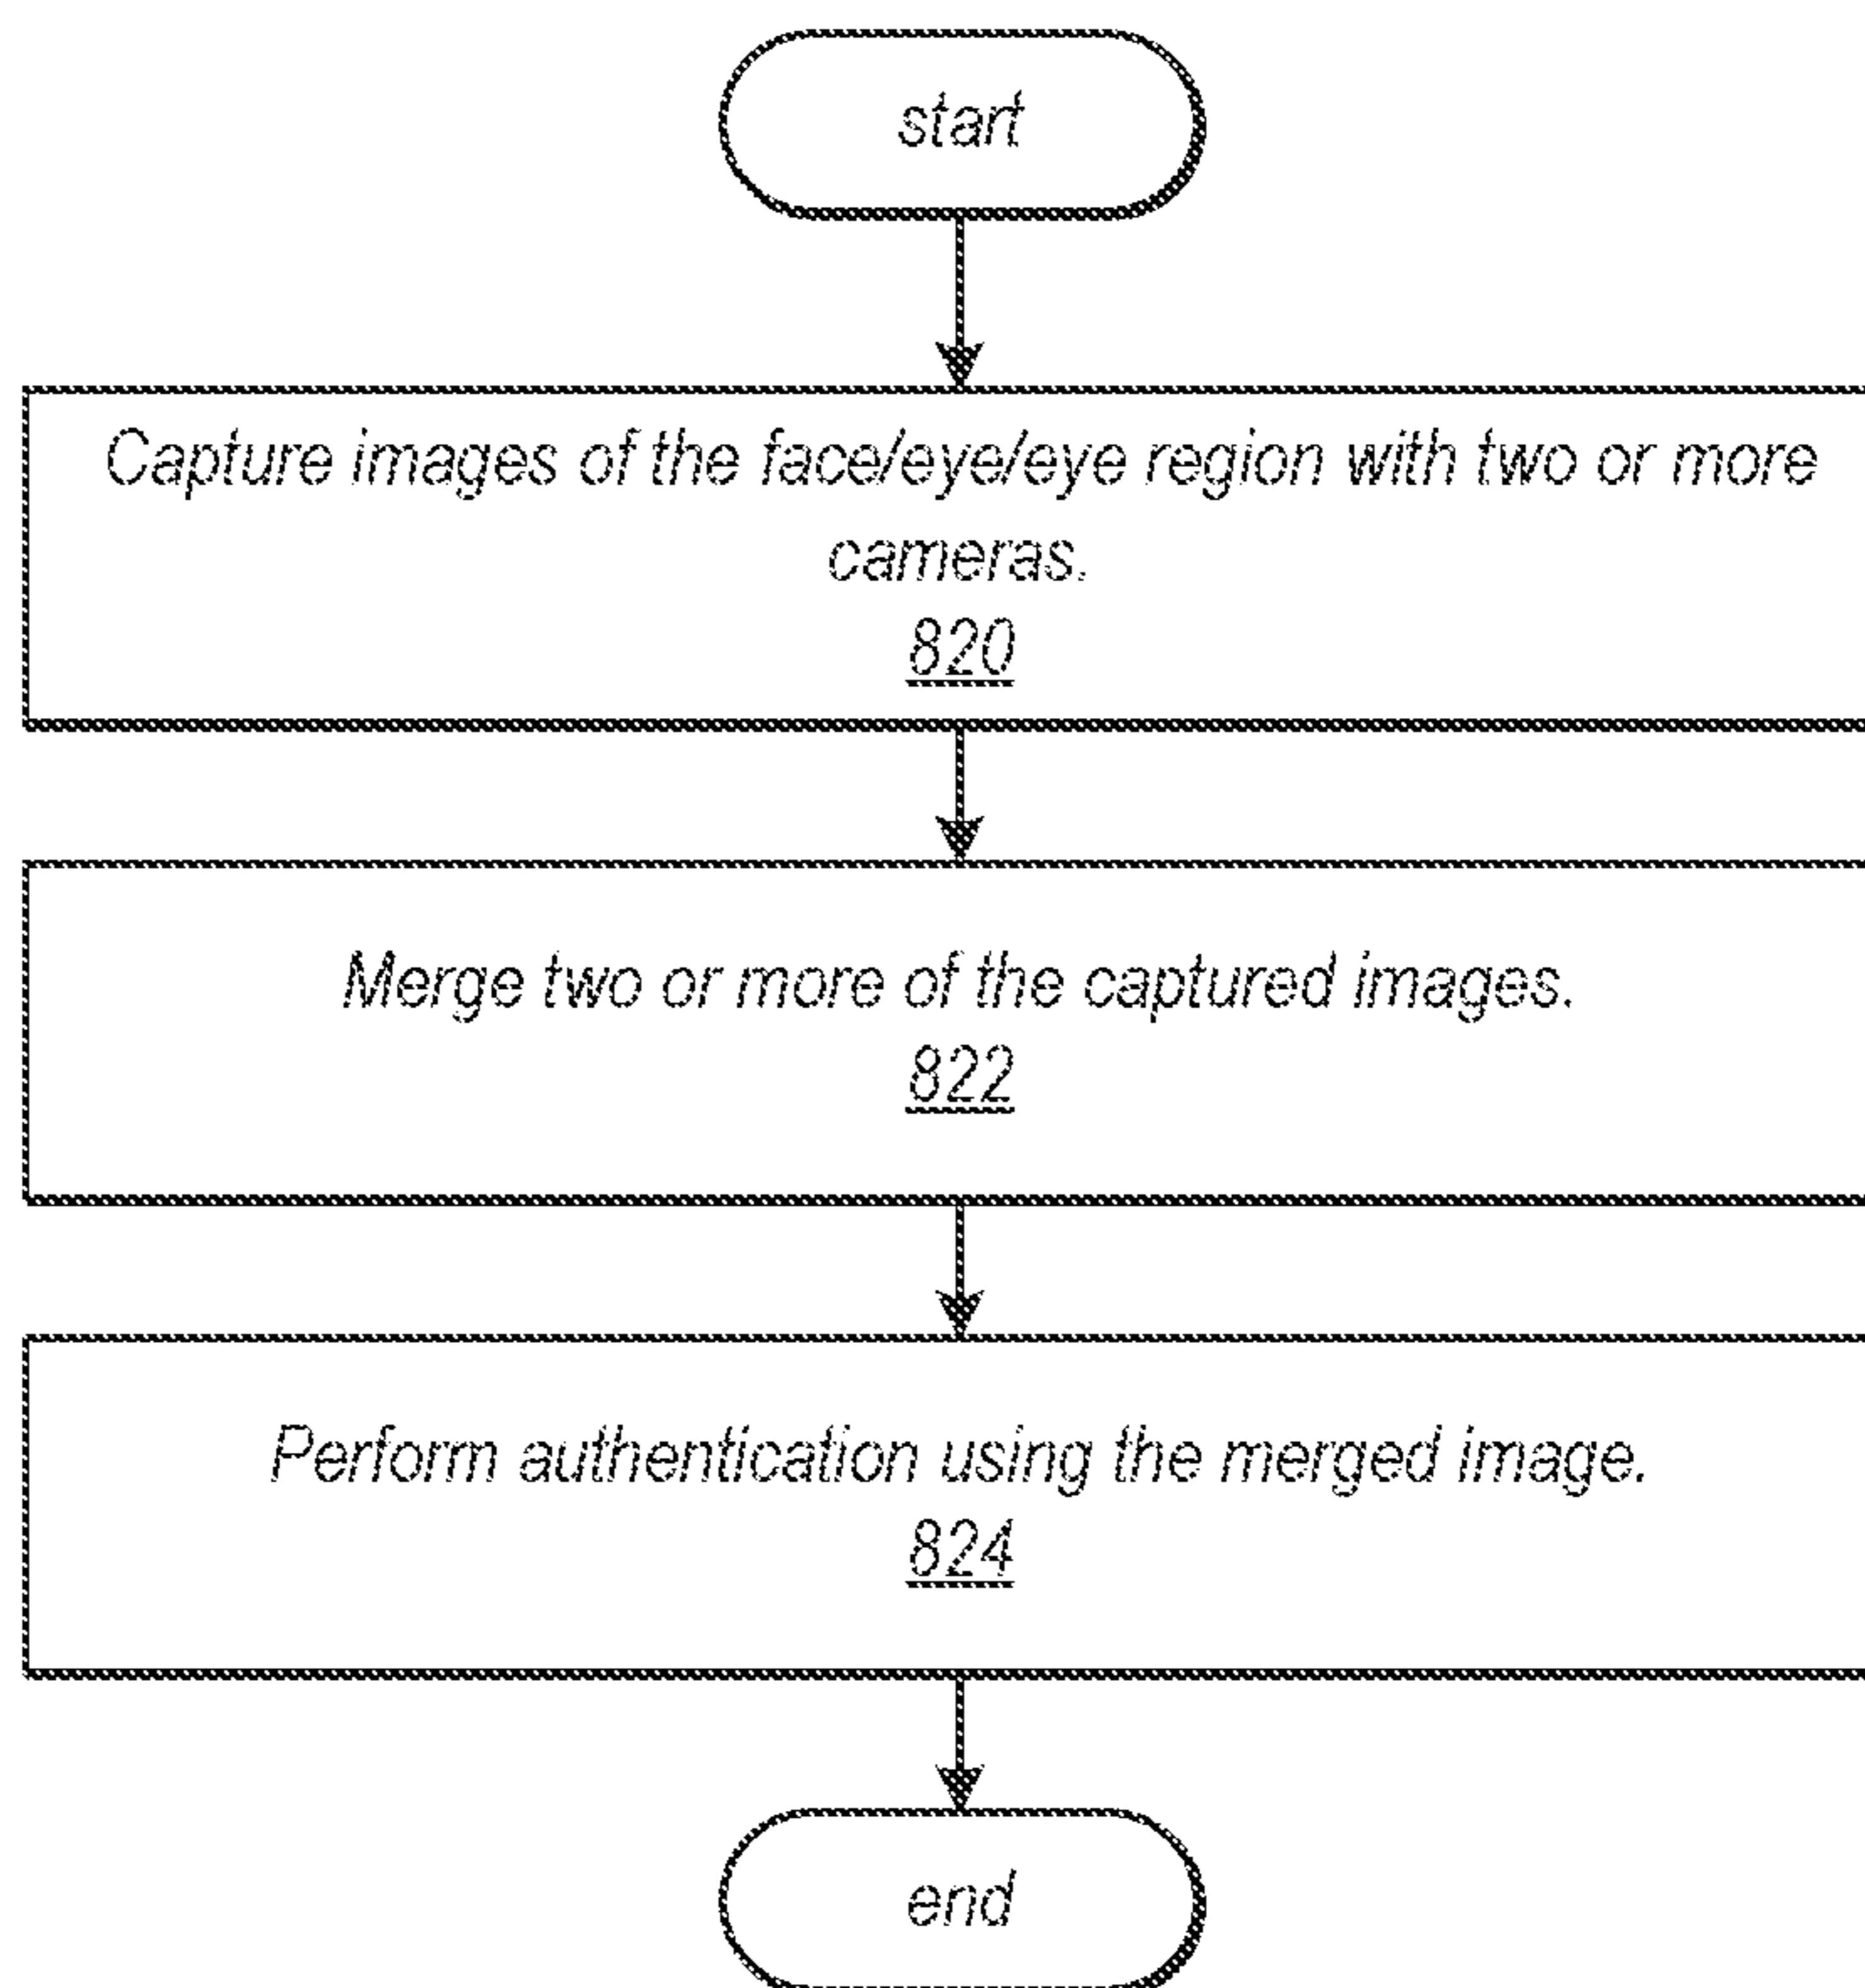 start
Capture images of the face/eye/eye region with two or more
cameras.
820
Merge two or more of the captured images.
822
Perform authentication using the merged image.
824
end